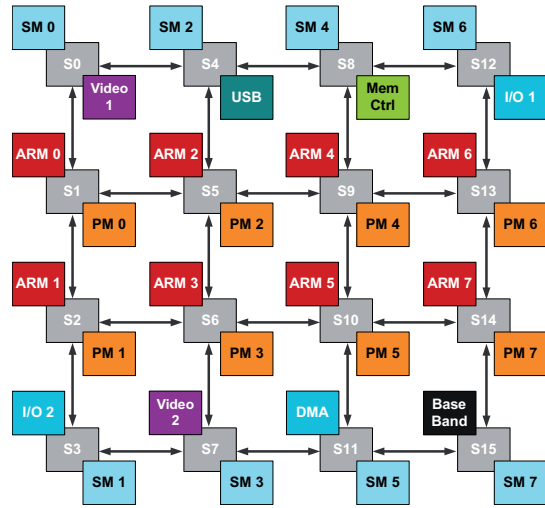 SM 0
SM 2
SM 4
SM 6
S0
S4
S8
S12
Video
1
USB
Mem
Ctrl
I/O 1
ARM 0
ARM 2
ARM 4
ARM 6
S1
S5
S9
S13
PM 0
PM 2
PM 4
PM 6
ARM 1
ARM 3
ARM 5
ARM 7
S2
S6
S10
S14
PM 1
PM 3
PM 5
PM 7
I/O 2
Video
2
DMA
Base
Band
S3
S7
S11
S15
SM 1
SM 3
SM 5
SM 7